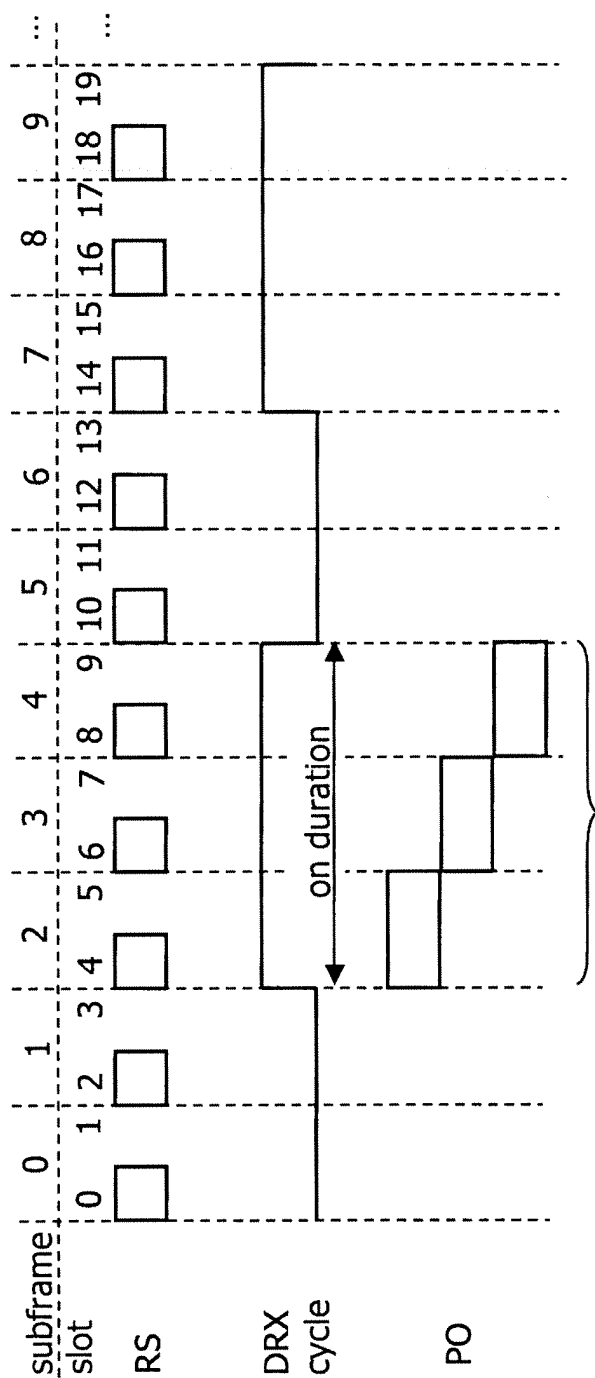 subframe 0 1 2 3 4 5 6 7 8 9 ...
slot 0 1 2 3 4 5 6 7 8 9 10 11 12 13 14 15 16 17 18 19 ...
RS
DRX
cycle
on duration
PO